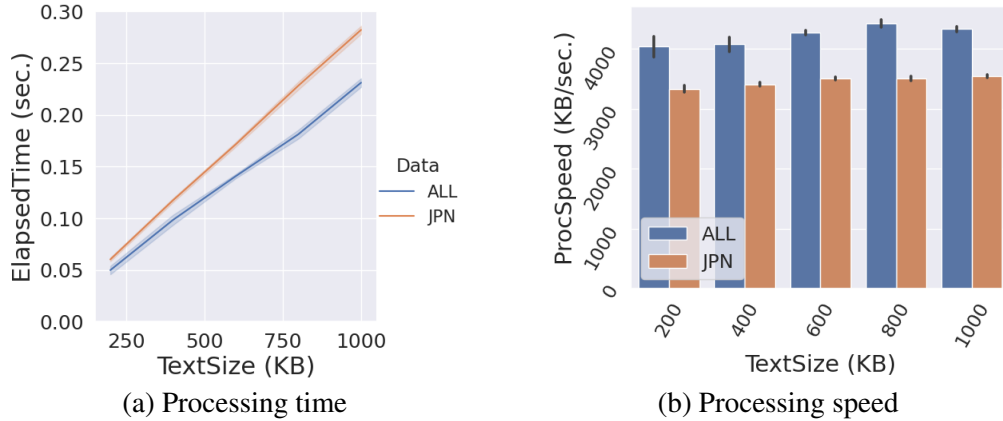 0.30
0.25
0.20
0.15
0.10
0.05
0.00
ElapsedTime (sec.)
250 500 750 1000
TextSize (KB)
Data
ALL
JPN
(a) Processing time
4000
3000
2000
1000
0
ProcSpeed (KB/sec.)
ALL
JPN
200 400 600 800 1000
TextSize (KB)
(b) Processing speed